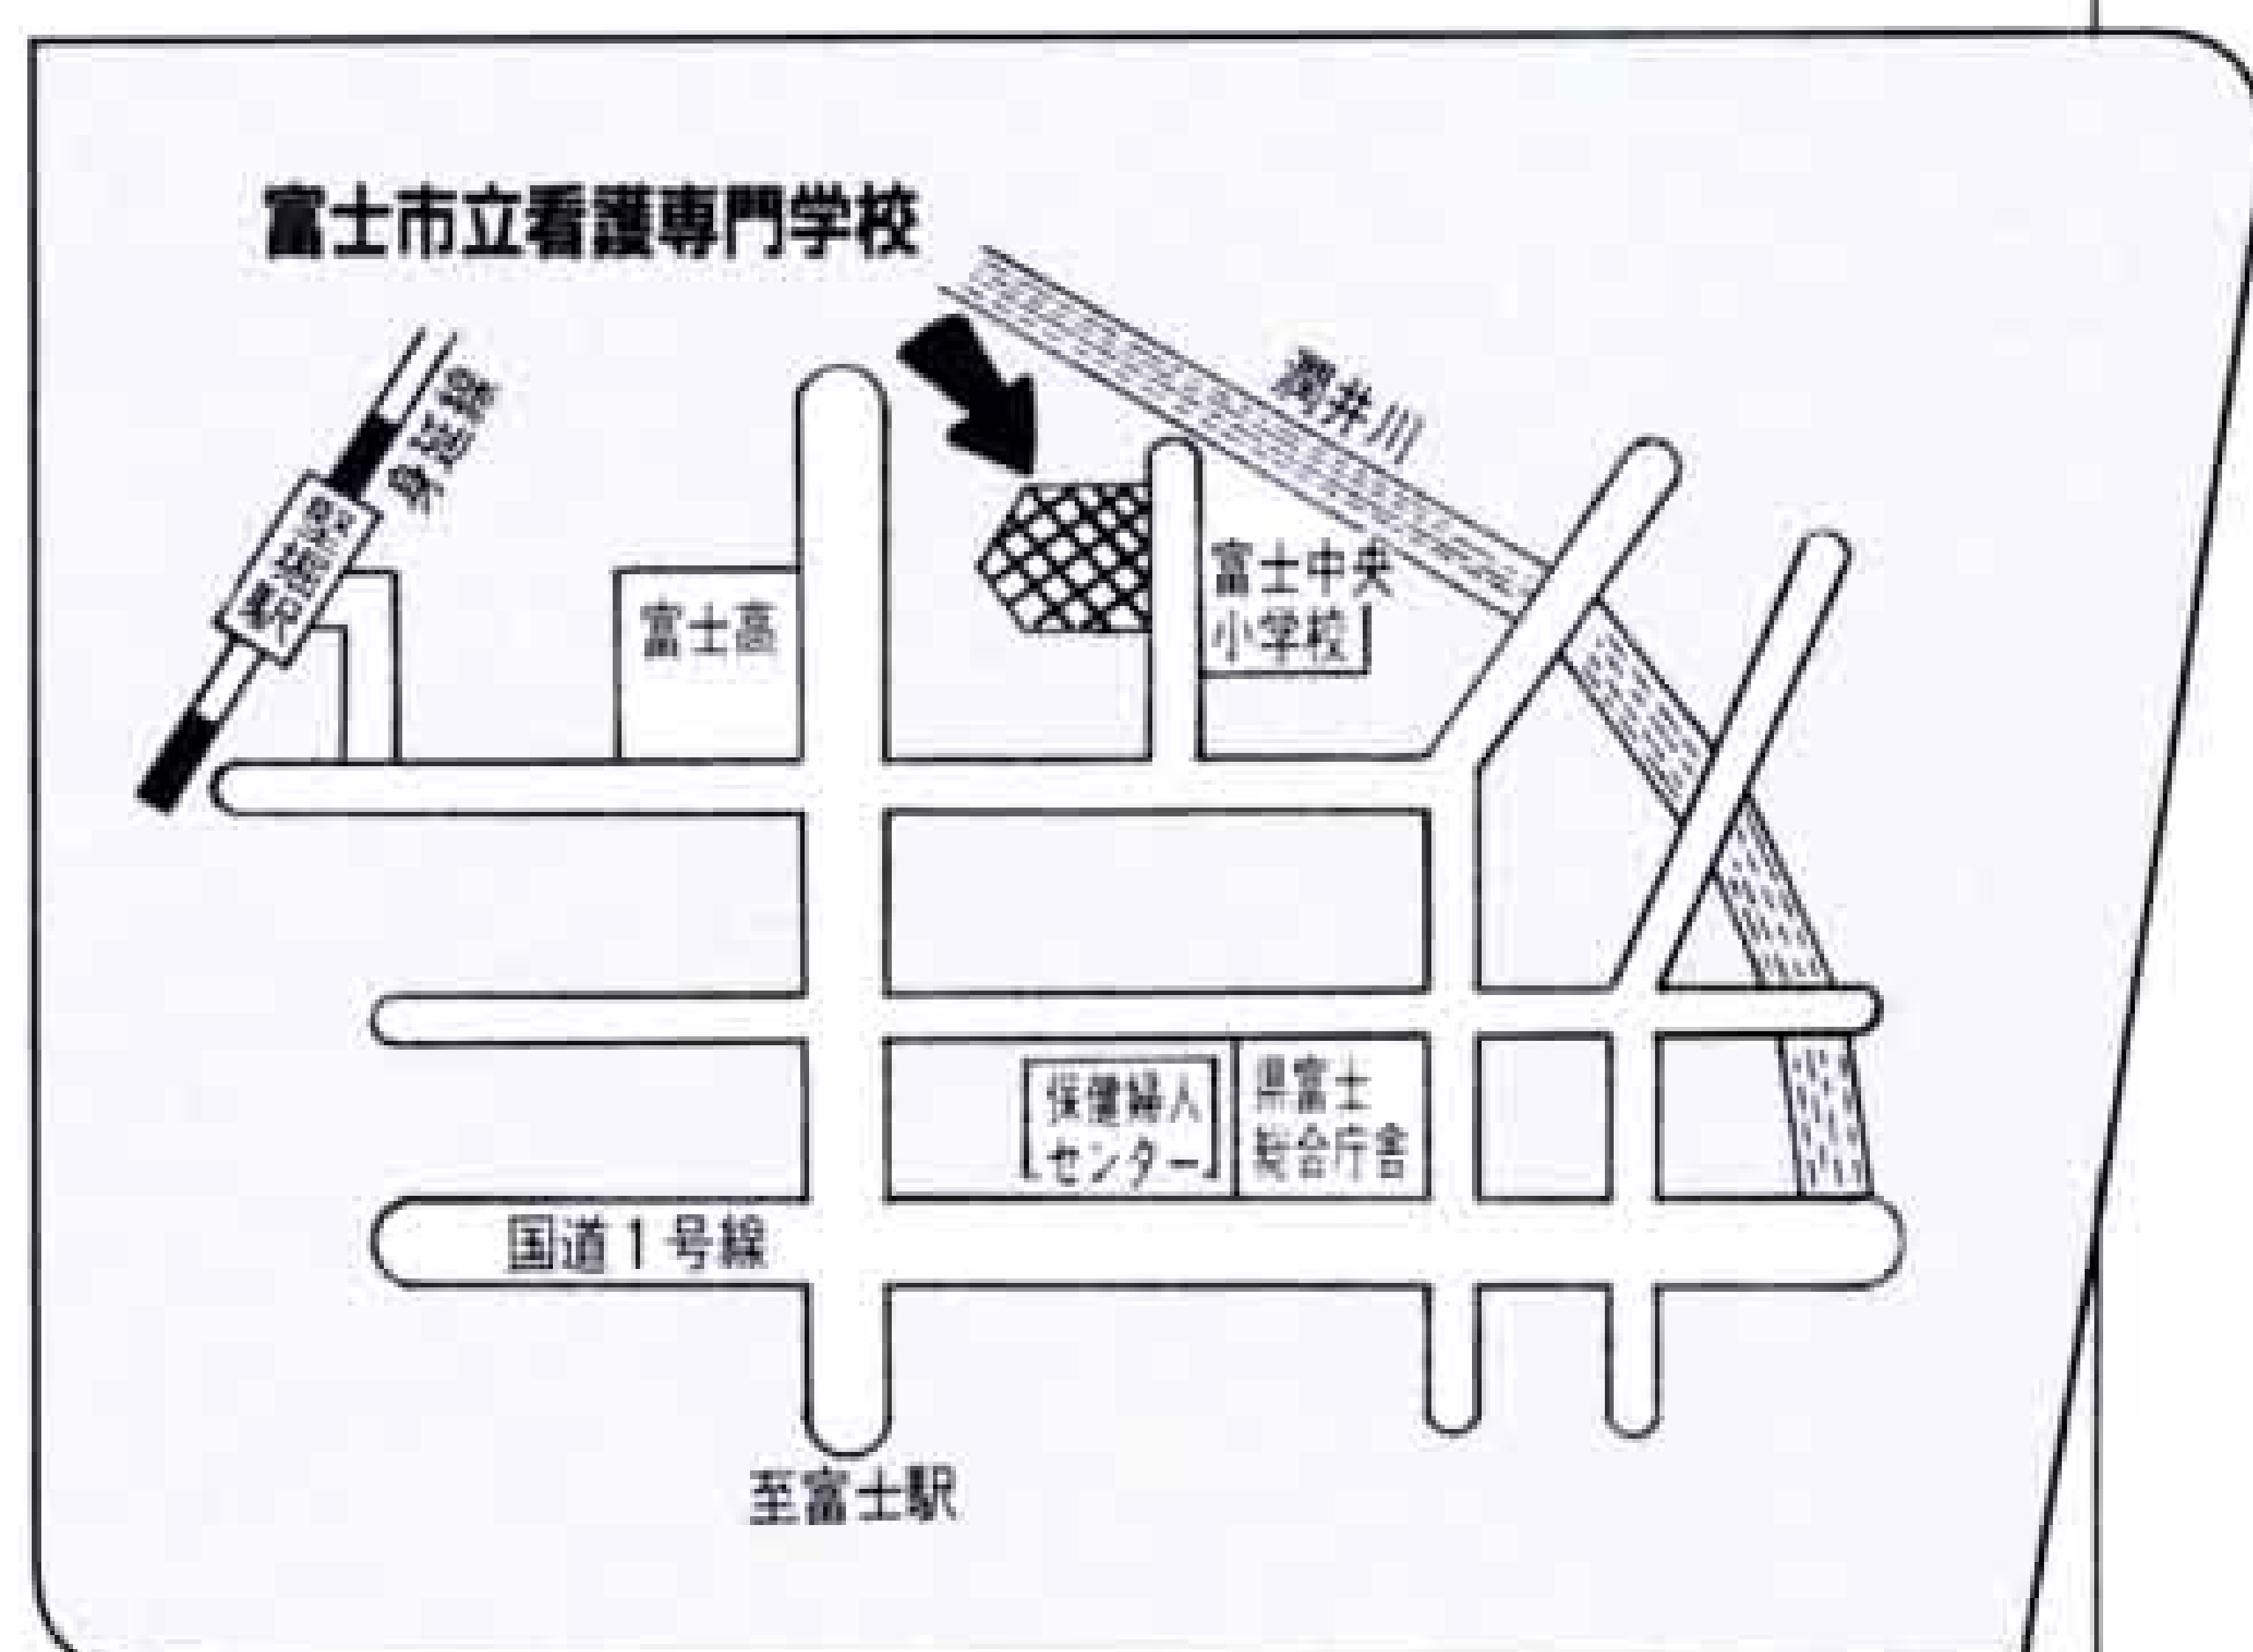 富士市立看護専門学校
潤井川
身延線
富士中央
小学校
富士高
保健婦人
センター
県富士
総合庁舎
国道1号線
至富士駅